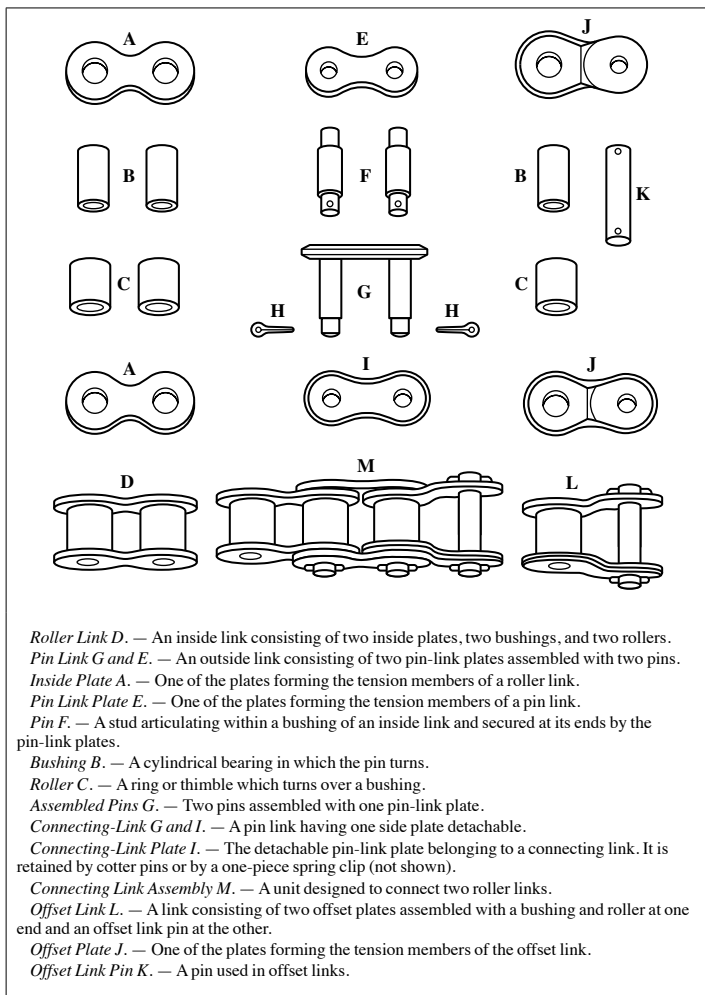 A E J
B F B K
C G C
H H
A I J
D M L
Roller Link D. — An inside link consisting of two inside plates, two bushings, and two rollers.
Pin Link G and E. — An outside link consisting of two pin-link plates assembled with two pins.
Inside Plate A. — One of the plates forming the tension members of a roller link.
Pin Link Plate E. — One of the plates forming the tension members of a pin link.
Pin F. — A stud articulating within a bushing of an inside link and secured at its ends by the
pin-link plates.
Bushing B. — A cylindrical bearing in which the pin turns.
Roller C. — A ring or thimble which turns over a bushing.
Assembled Pins G. — Two pins assembled with one pin-link plate.
Connecting-Link G and I. — A pin link having one side plate detachable.
Connecting-Link Plate I. — The detachable pin-link plate belonging to a connecting link. It is
retained by cotter pins or by a one-piece spring clip (not shown).
Connecting Link Assembly M. — A unit designed to connect two roller links.
Offset Link L. — A link consisting of two offset plates assembled with a bushing and roller at one
end and an offset link pin at the other.
Offset Plate J. — One of the plates forming the tension members of the offset link.
Offset Link Pin K. — A pin used in offset links.